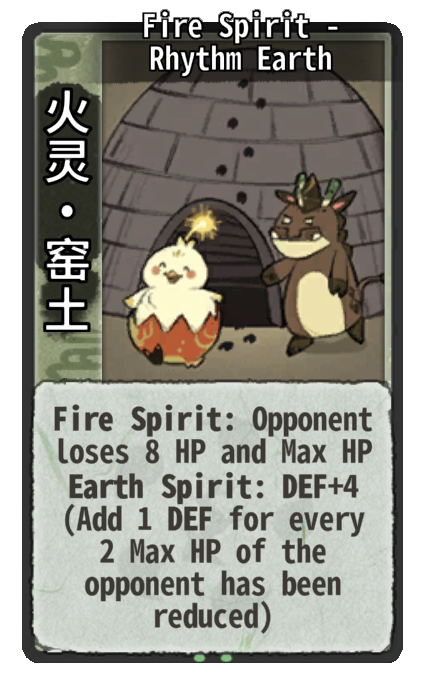 Fire Spirit -
Rhythm Earth
火灵·窑土
Fire Spirit: Opponent
loses 8 HP and Max HP
Earth Spirit: DEF+4
(Add 1 DEF for every
2 Max HP of the
opponent has been
reduced)